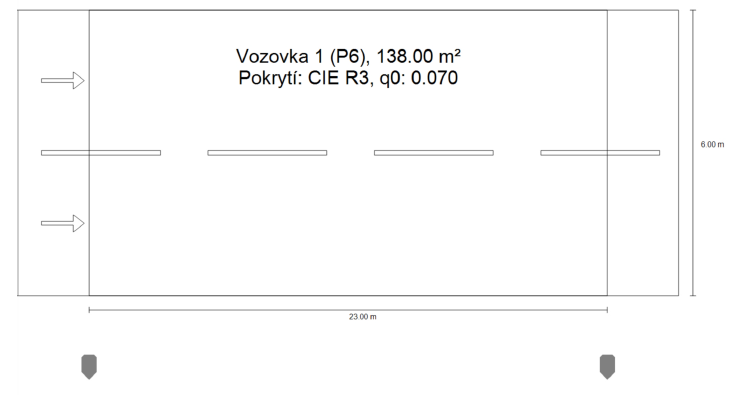 Vozovka 1 (P6), 138.00 m²
Pokrytí: CIE R3, q0: 0.070
6.00 m
23.00 m